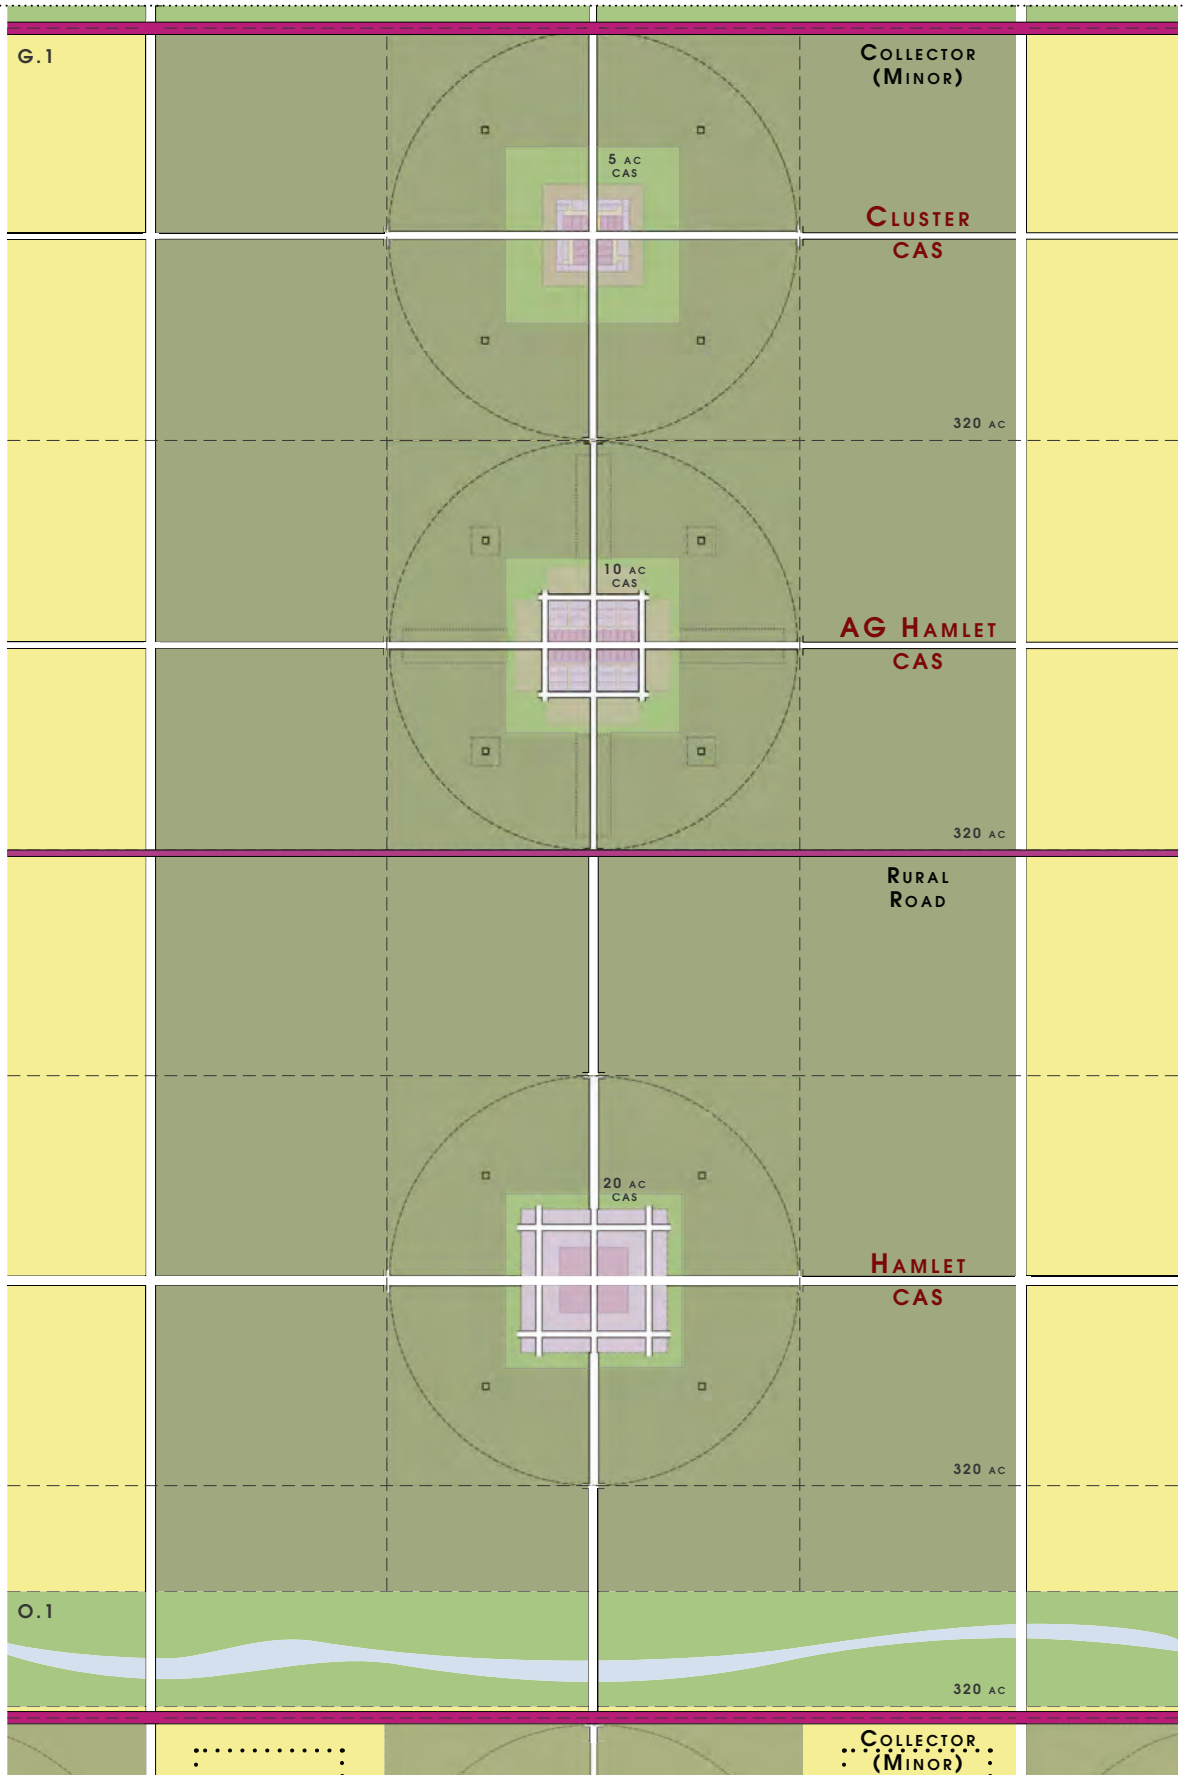 G.1
Collector
(Minor)
5 AC
CAS
Cluster
CAS
320 AC
10 AC
CAS
AG Hamlet
CAS
320 AC
Rural
Road
20 AC
CAS
Hamlet
CAS
320 AC
O.1
320 AC
Collector
(Minor)